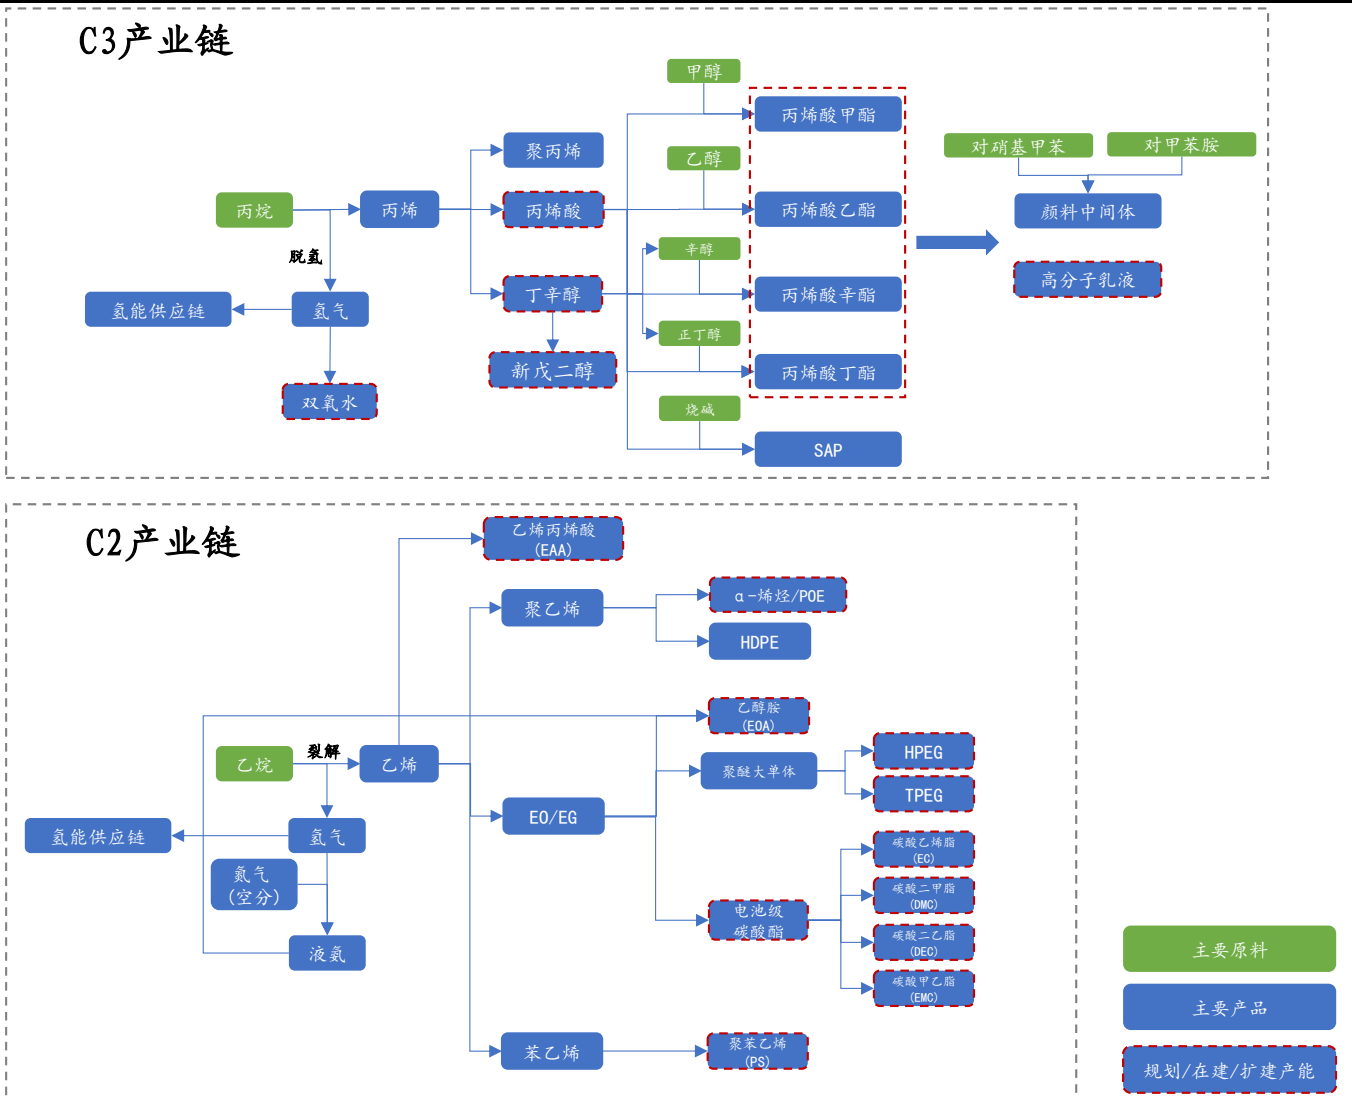 C3产业链
甲醇
丙烯酸甲酯
对硝基甲苯
对甲苯胺
聚丙烯
乙醇
丙烷
丙烯
丙烯酸
丙烯酸乙酯
颜料中间体
脱氢
辛醇
高分子乳液
氢能供应链
氢气
丁辛醇
丙烯酸辛酯
正丁醇
新戊二醇
丙烯酸丁酯
双氧水
烧碱
SAP
C2产业链
乙烯丙烯酸
(EAA)
聚乙烯
α-烯烃/POE
HDPE
乙醇胺
(EOA)
乙烷
裂解
乙烯
聚醚大单体
HPEG
TPEG
EO/EG
氢能供应链
氢气
碳酸乙烯脂
(EC)
氮气
(空分)
碳酸二甲脂
(DMC)
电池级
碳酸酯
液氨
碳酸二乙脂
(DEC)
碳酸甲乙脂
(EMC)
苯乙烯
聚苯乙烯
(PS)
主要原料
主要产品
规划/在建/扩建产能